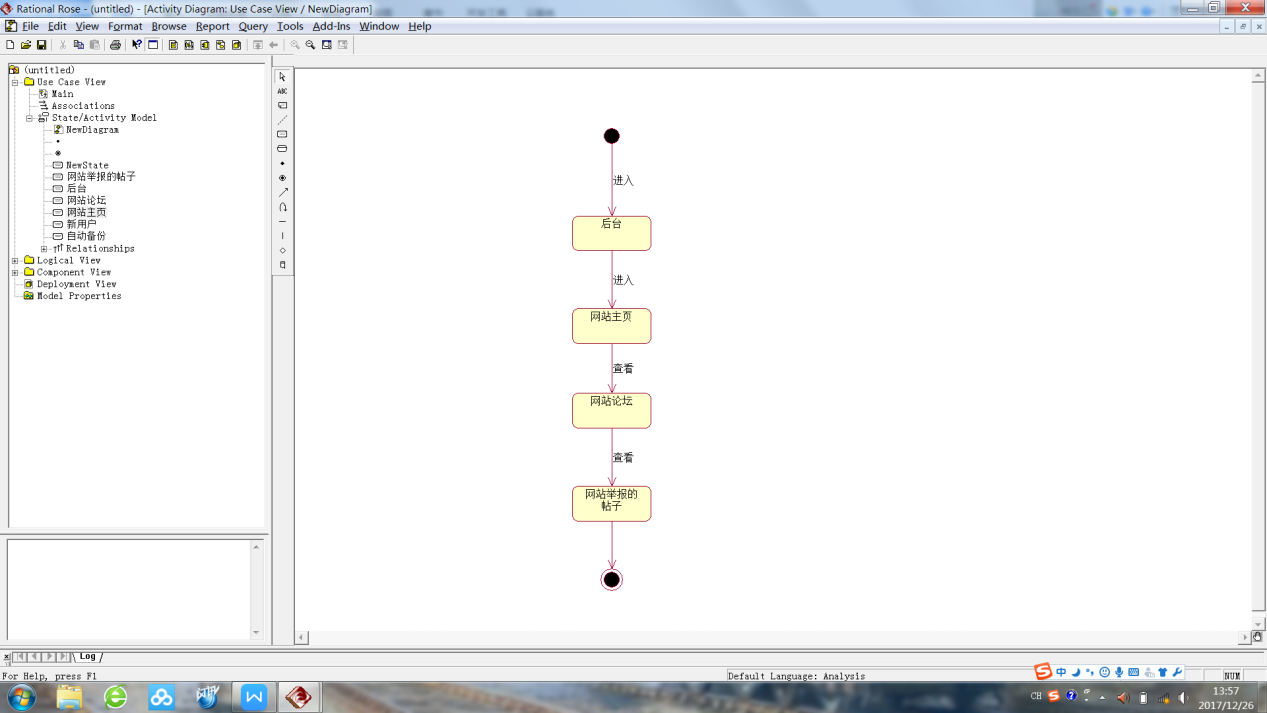 Rational Rose - (untitled) - [Activity Diagram: Use Case View / NewDiagram]
File Edit View Format Browse Report Query Tools Add-Ins Window Help
(untitled)
Use Case View
Main
Associations
State/Activity Model
NewDiagram
NewState
网站举报的帖子
后台
网站论坛
网站主页
新用户
自动备份
Relationships
Logical View
Component View
Deployment View
Model Properties
ABC
进入
后台
进入
网站主页
查看
网站论坛
查看
网站举报的
帖子
Log
For Help, press F1
Default Language: Analysis
NUM
中
CH
13:57
2017/12/26